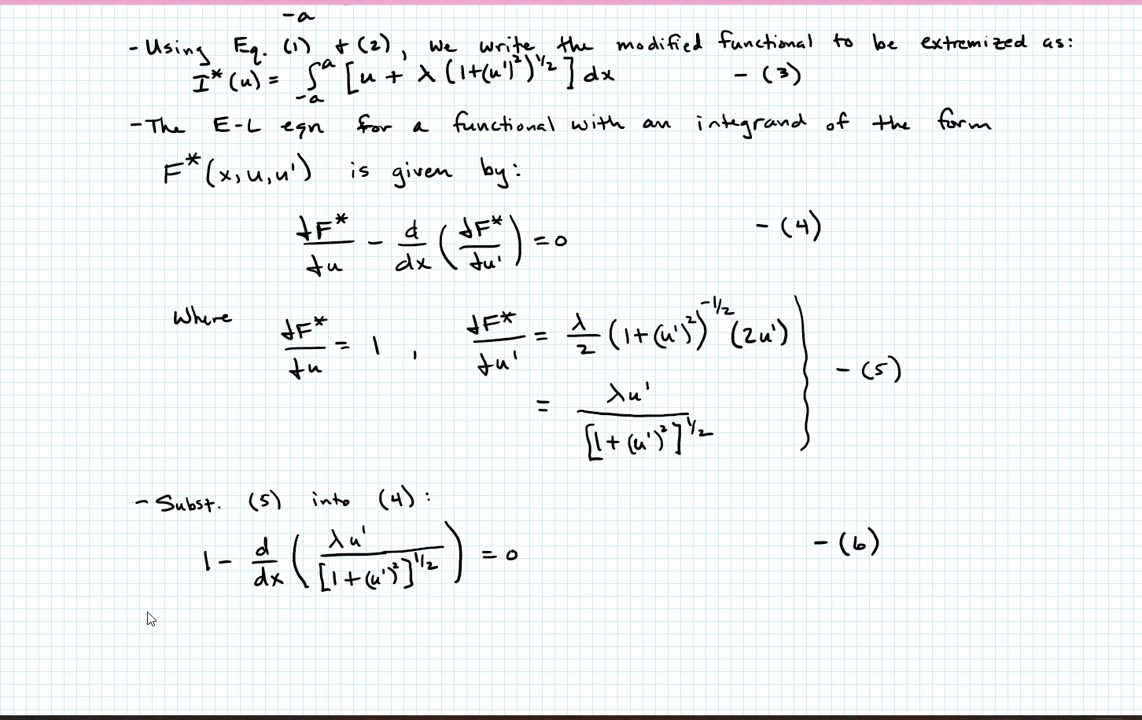 -a
- Using Eq. (1) + (2), we write the modified functional to be extremized as:
I*(u) = ∫_{-a}^{a} [u + λ (1+(u')²)^{1/2}] dx - (3)
- The E-L eqn for a functional with an integrand of the form
F*(x, u, u') is given by:
∂F*/∂u - d/dx (∂F*/∂u') = 0 - (4)
Where ∂F*/∂u = 1 , ∂F*/∂u' = λ/2 (1+(u')²)^{-1/2} (2u')
= λu' / [1+(u')²]^{1/2} - (5)
- Subst. (5) into (4):
1 - d/dx (λu' / [1+(u')²]^{1/2}) = 0 - (6)